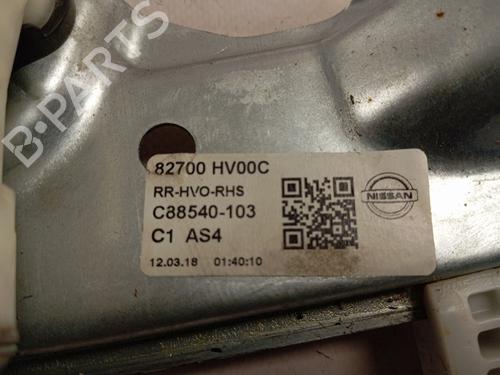 B-PARTS
82700 HV00C
RR-HVO-RHS
C88540-103
C1 AS4
12.03.18 01:40:10
NISSAN